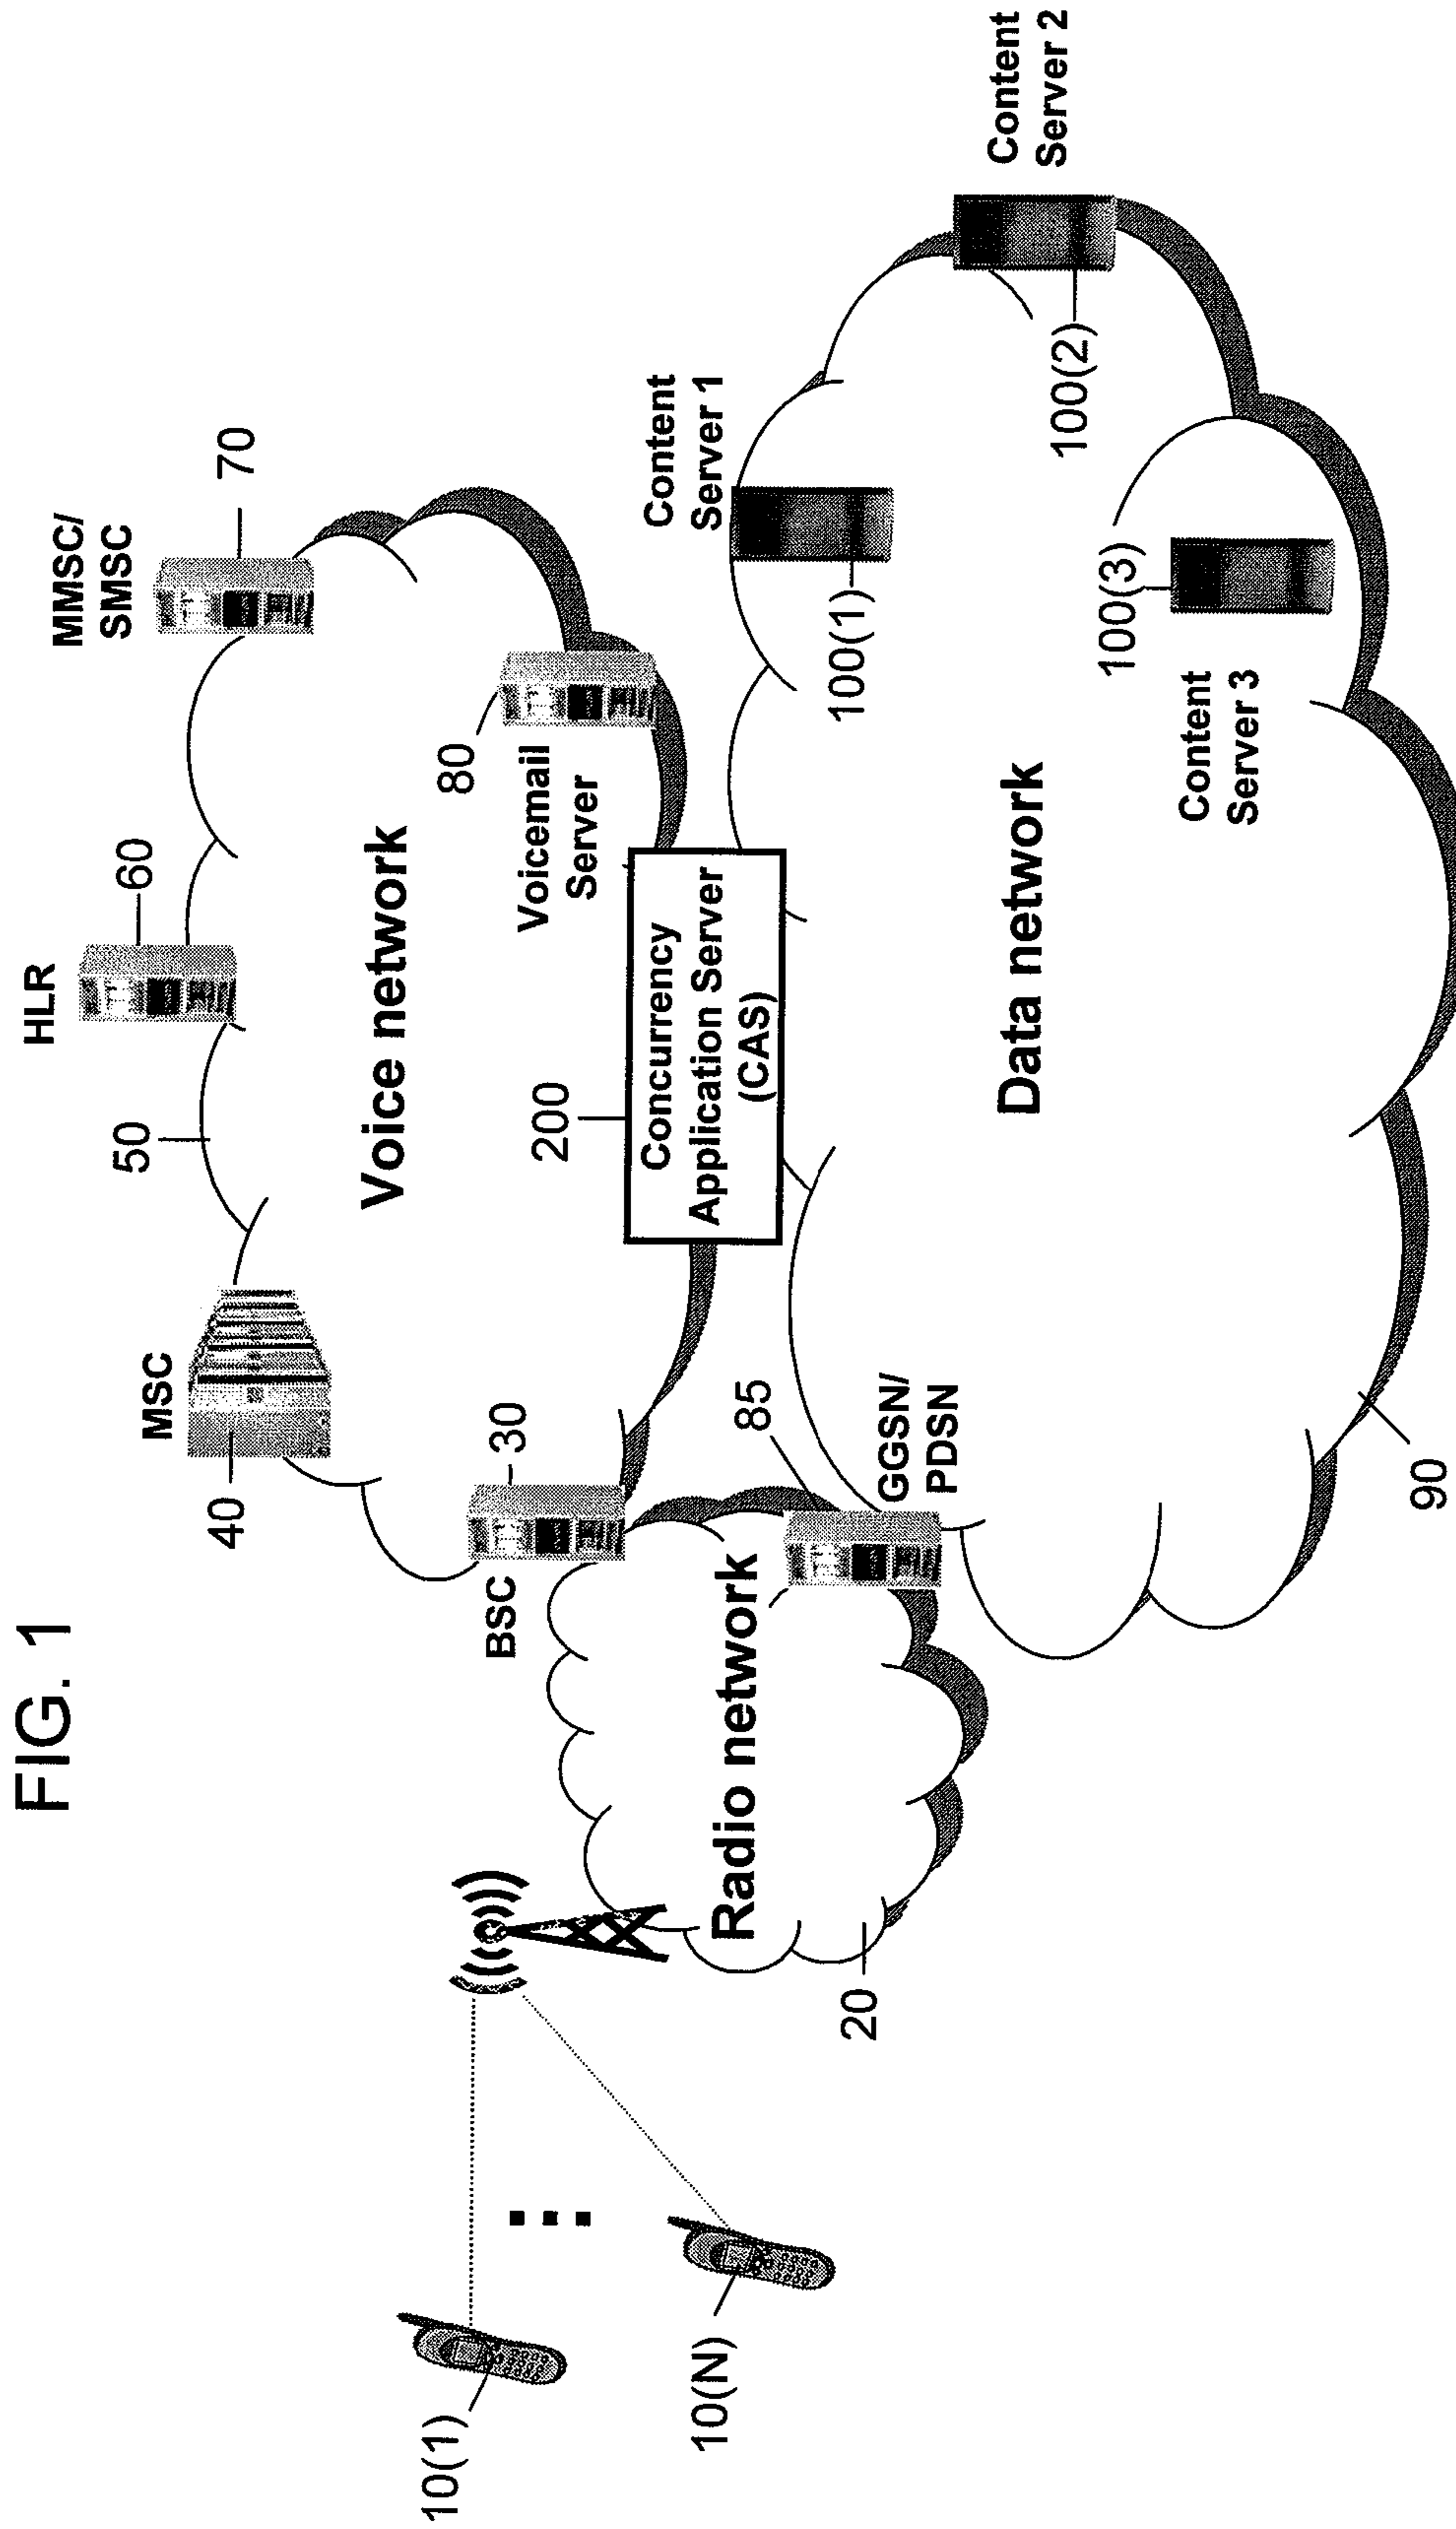 FIG. 1
HLR
MMSC/
SMSC
MSC
60
70
50
40
Voice network
80
Voicemail
Server
BSC
30
200
Concurrency
Application Server
(CAS)
Content
Server 1
Content
Server 2
10(1)
10(N)
Radio network
85
GGSN/
PDSN
20
100(1)
100(2)
100(3)
Data network
Content
Server 3
90